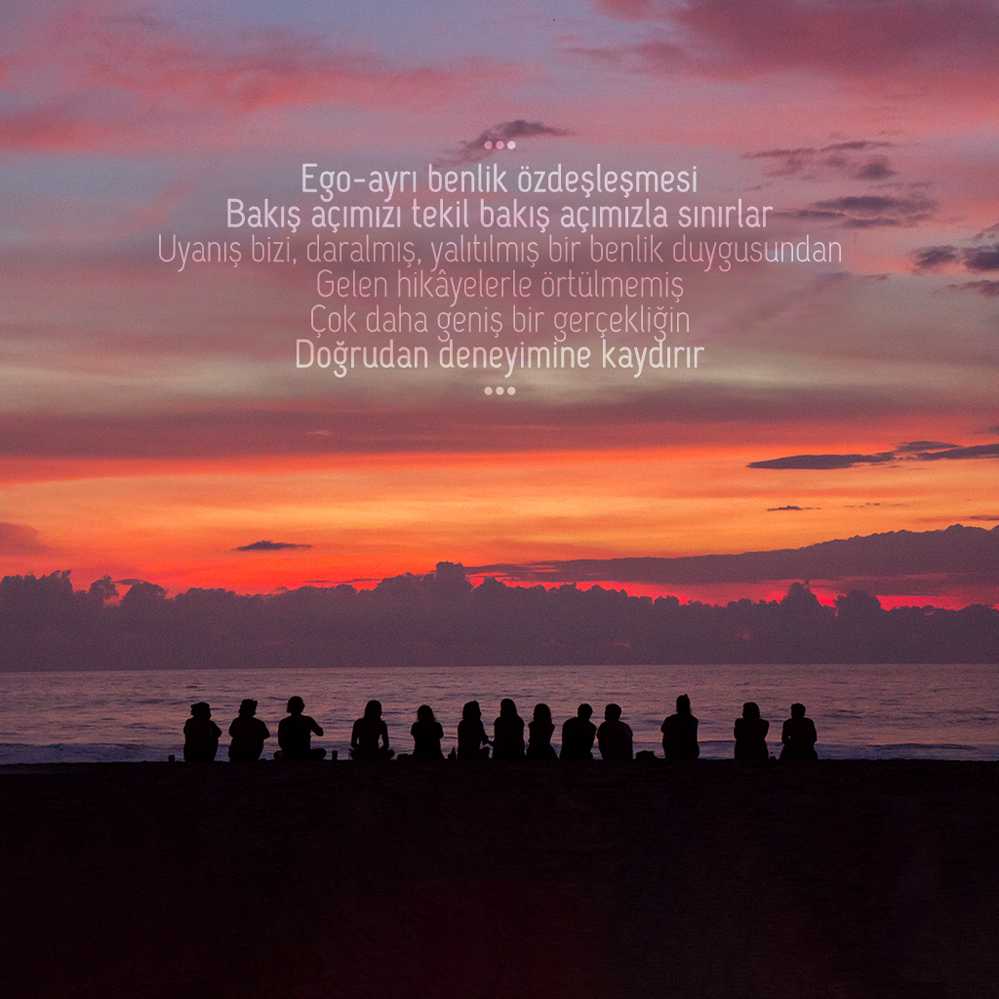 Ego-ayrı benlik özdeşleşmesi
Bakış açımızı tekil bakış açımızla sınırlar
Uyanış bizi, daralmış, yalıtılmış bir benlik duygusundan
Gelen hikâyelerle örtülmemiş
Çok daha geniş bir gerçekliğin
Doğrudan deneyimine kaydırır